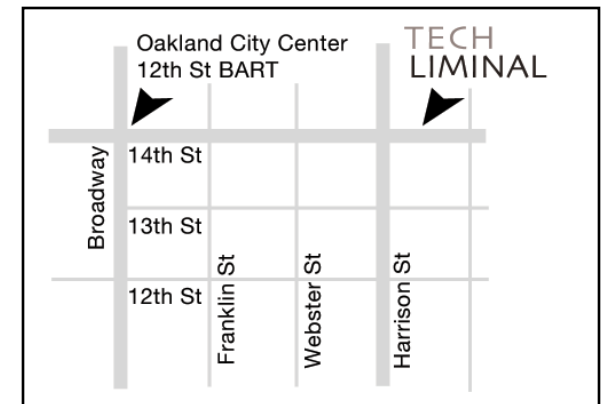 Oakland City Center
12th St BART
TECH
LIMINAL
14th St
Broadway
13th St
12th St
Franklin St
Webster St
Harrison St